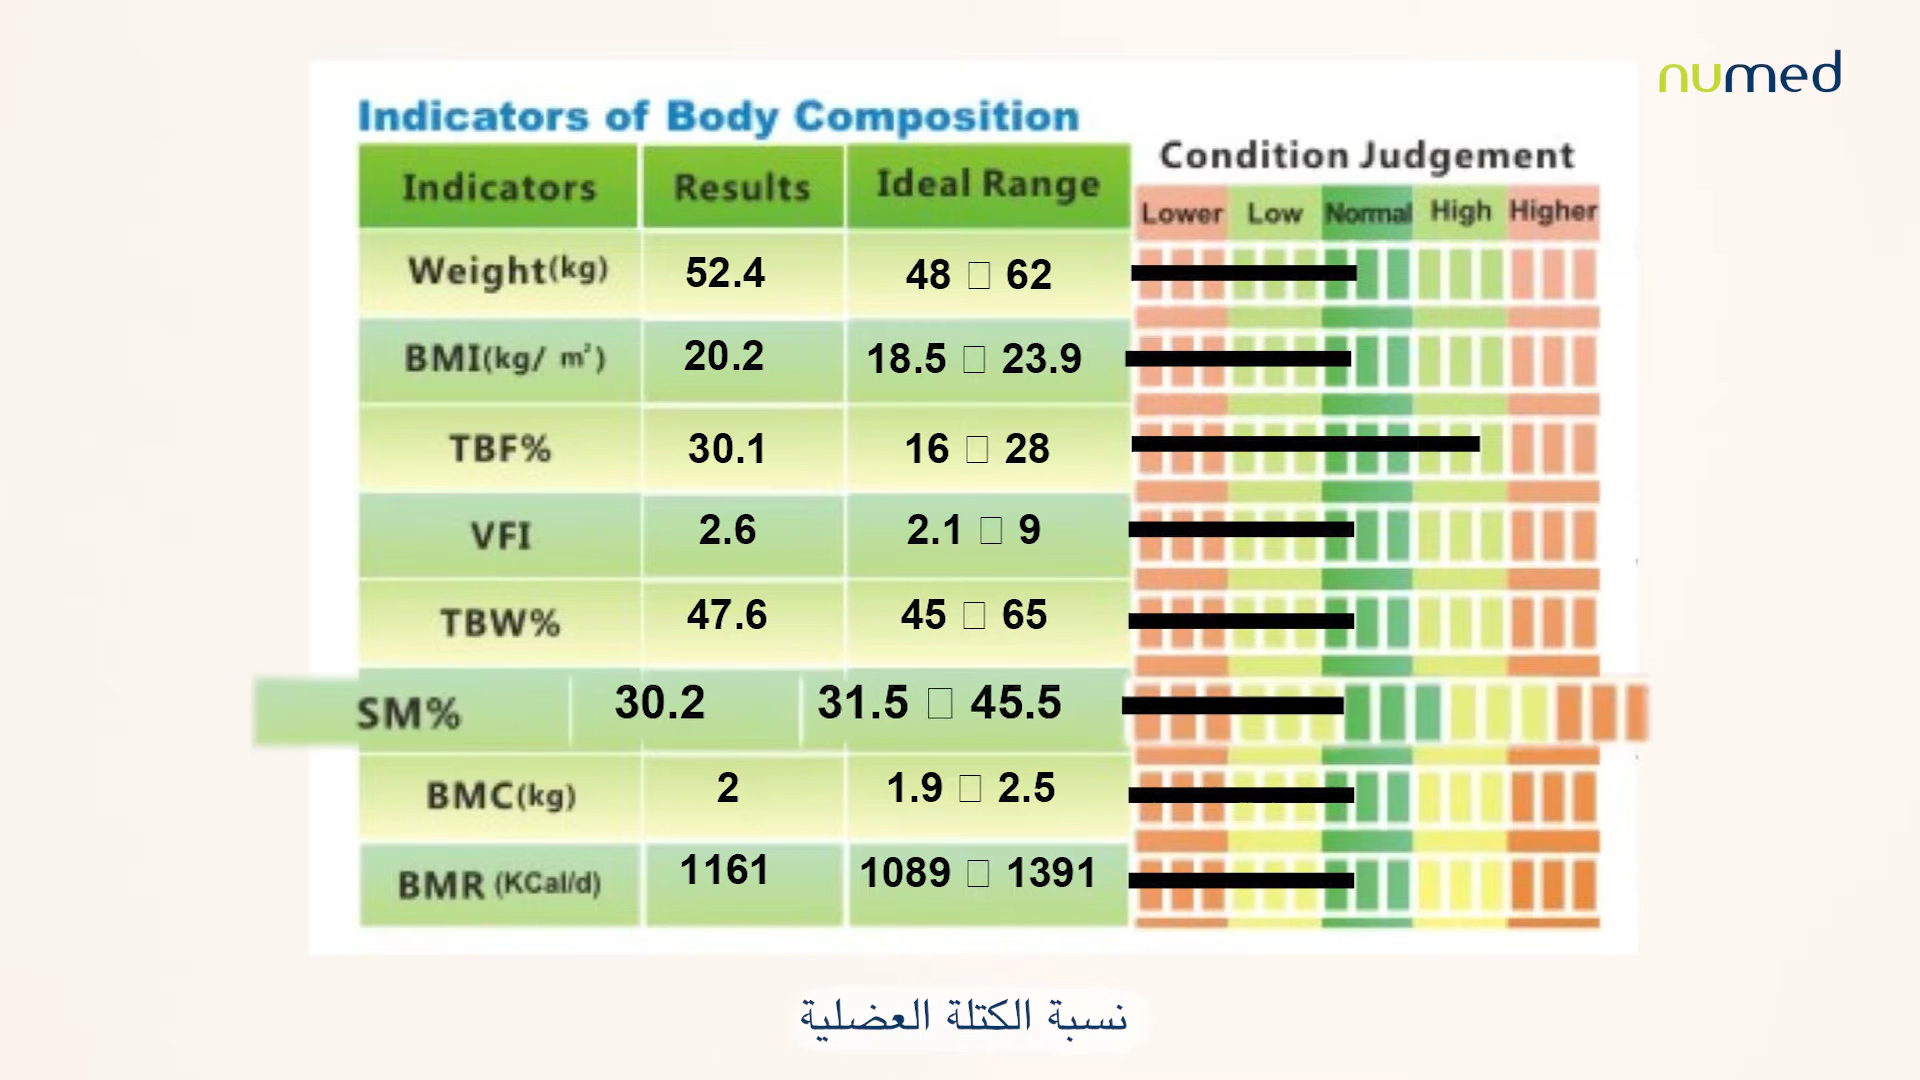 numed
Indicators of Body Composition
Condition Judgement
Indicators Results Ideal Range
Lower Low Normal High Higher
Weight(kg) 52.4 48 □ 62
BMI(kg/ m²) 20.2 18.5 □ 23.9
TBF% 30.1 16 □ 28
VFI 2.6 2.1 □ 9
TBW% 47.6 45 □ 65
SM% 30.2 31.5 □ 45.5
BMC(kg) 2 1.9 □ 2.5
BMR (KCal/d) 1161 1089 □ 1391
نسبة الكتلة العضلية